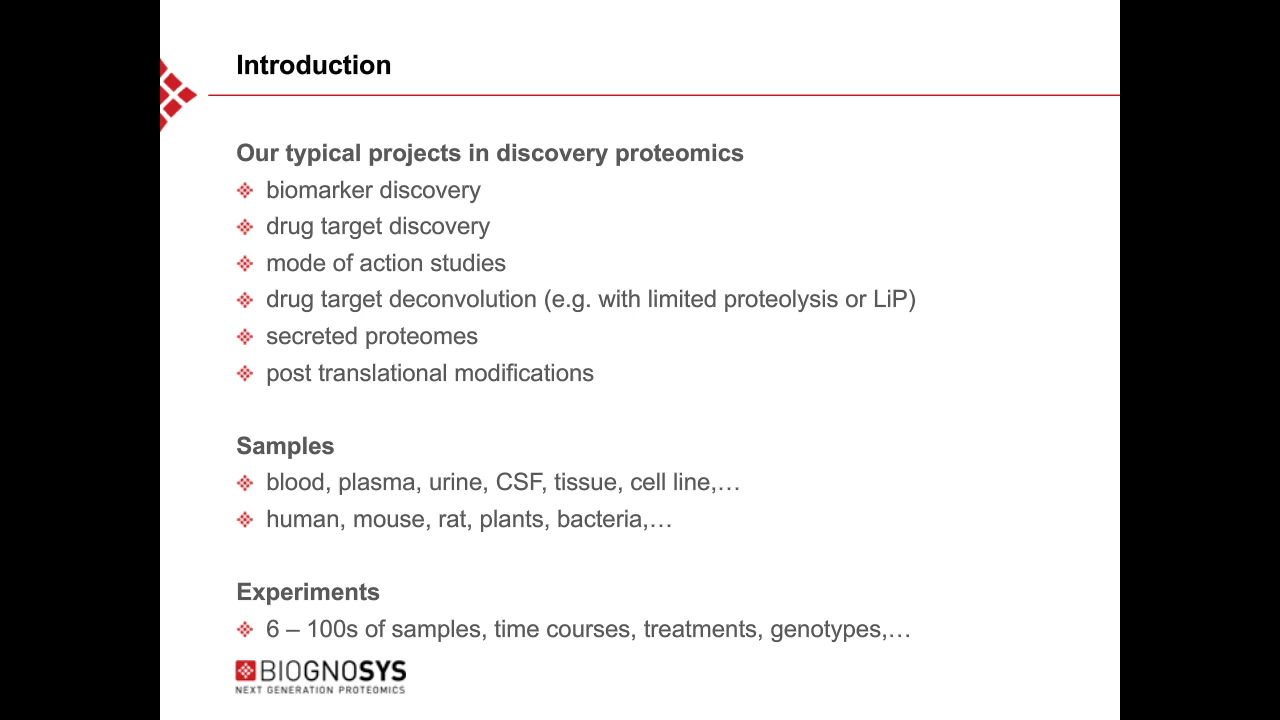 Introduction
Our typical projects in discovery proteomics
biomarker discovery
drug target discovery
mode of action studies
drug target deconvolution (e.g. with limited proteolysis or LiP)
secreted proteomes
post translational modifications
Samples
blood, plasma, urine, CSF, tissue, cell line,…
human, mouse, rat, plants, bacteria,…
Experiments
6 – 100s of samples, time courses, treatments, genotypes,…
BIOGNOSYS
NEXT GENERATION PROTEOMICS